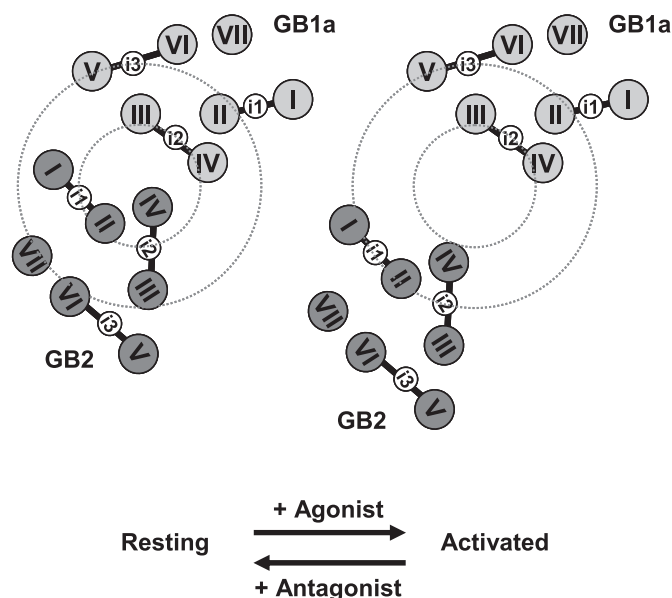 GB1a
VI
VII
V
i3
III
II
i1
I
i2
IV
I
i1
II
IV
i2
III
VII
VI
i3
V
GB2
GB1a
VI
VII
V
i3
III
II
i1
I
i2
IV
I
i1
II
IV
i2
III
VII
VI
i3
V
GB2
+ Agonist
Resting
Activated
+ Antagonist